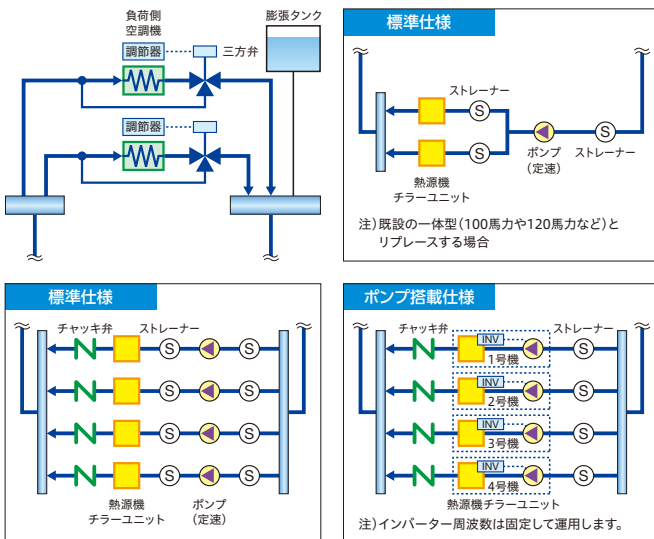 負荷側
空調機
調節器
三方弁
膨張タンク
調節器
標準仕様
ストレーナー
S
S
S
ポンプ
(定速)
ストレーナー
熱源機
チラーユニット
注)既設の一体型(100馬力や120馬力など)と
リプレースする場合
標準仕様
チャッキ弁
ストレーナー
S
S
S
S
S
S
S
S
熱源機
チラーユニット
ポンプ
(定速)
ポンプ搭載仕様
チャッキ弁
ストレーナー
INV
1号機
S
INV
2号機
S
INV
3号機
S
INV
4号機
S
熱源機チラーユニット
注)インバーター周波数は固定して運用します。